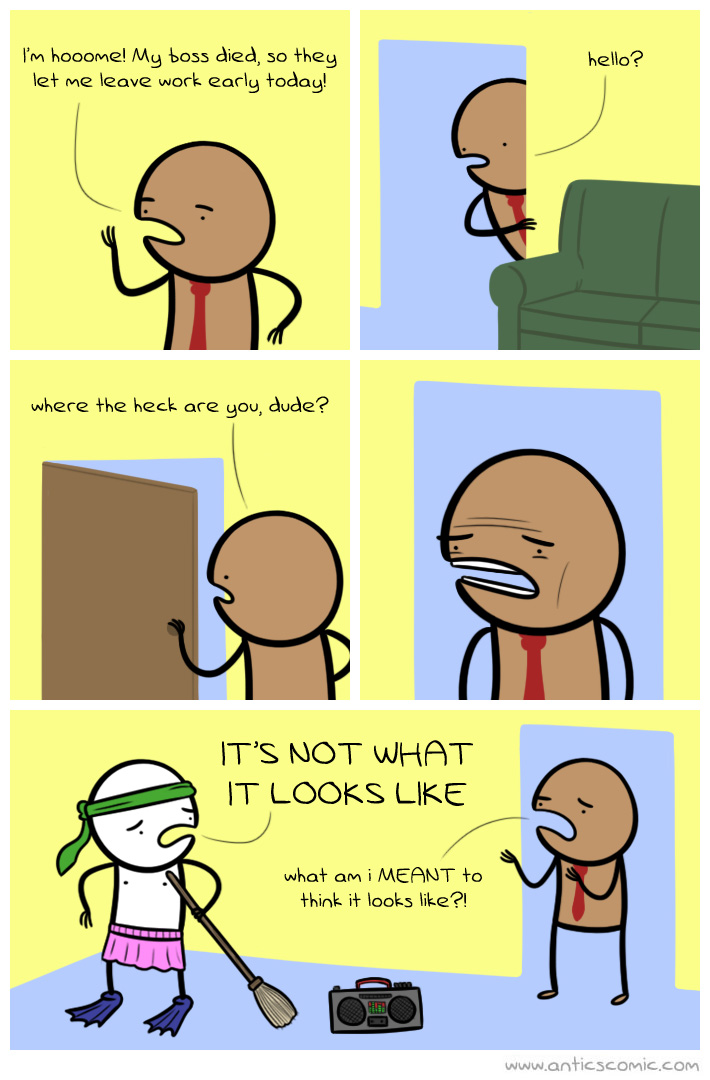 I'm hooome! My boss died, so they
let me leave work early today!
hello?
where the heck are you, dude?
IT'S NOT WHAT
IT LOOKS LIKE
what am i MEANT to
think it looks like?!
www.anticscomic.com